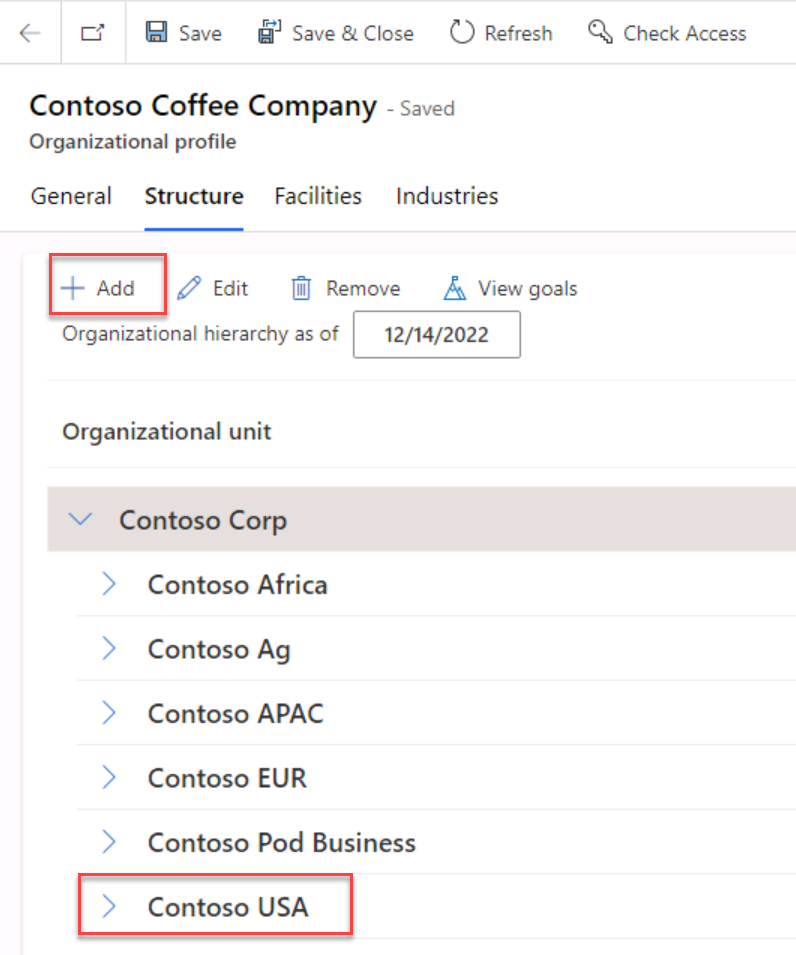 Save Save & Close Refresh Check Access
Contoso Coffee Company - Saved
Organizational profile
General Structure Facilities Industries
Add Edit Remove View goals
Organizational hierarchy as of 12/14/2022
Organizational unit
Contoso Corp
Contoso Africa
Contoso Ag
Contoso APAC
Contoso EUR
Contoso Pod Business
Contoso USA